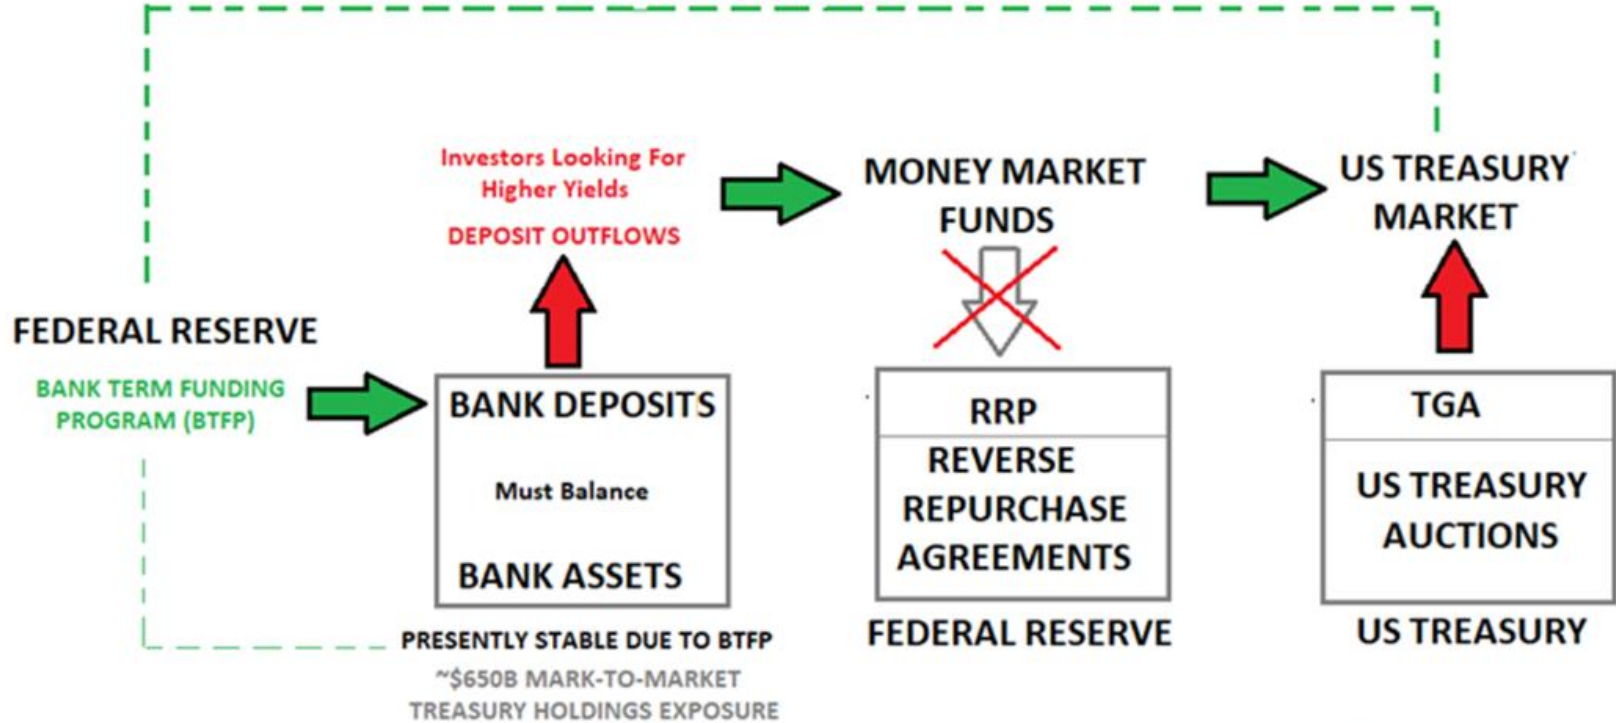 FEDERAL RESERVE
BANK TERM FUNDING
PROGRAM (BTFP)
Investors Looking For
Higher Yields
DEPOSIT OUTFLOWS
BANK DEPOSITS
Must Balance
BANK ASSETS
PRESENTLY STABLE DUE TO BTFP
~$650B MARK-TO-MARKET
TREASURY HOLDINGS EXPOSURE
MONEY MARKET
FUNDS
RRP
REVERSE
REPURCHASE
AGREEMENTS
FEDERAL RESERVE
US TREASURY
MARKET
TGA
US TREASURY
AUCTIONS
US TREASURY